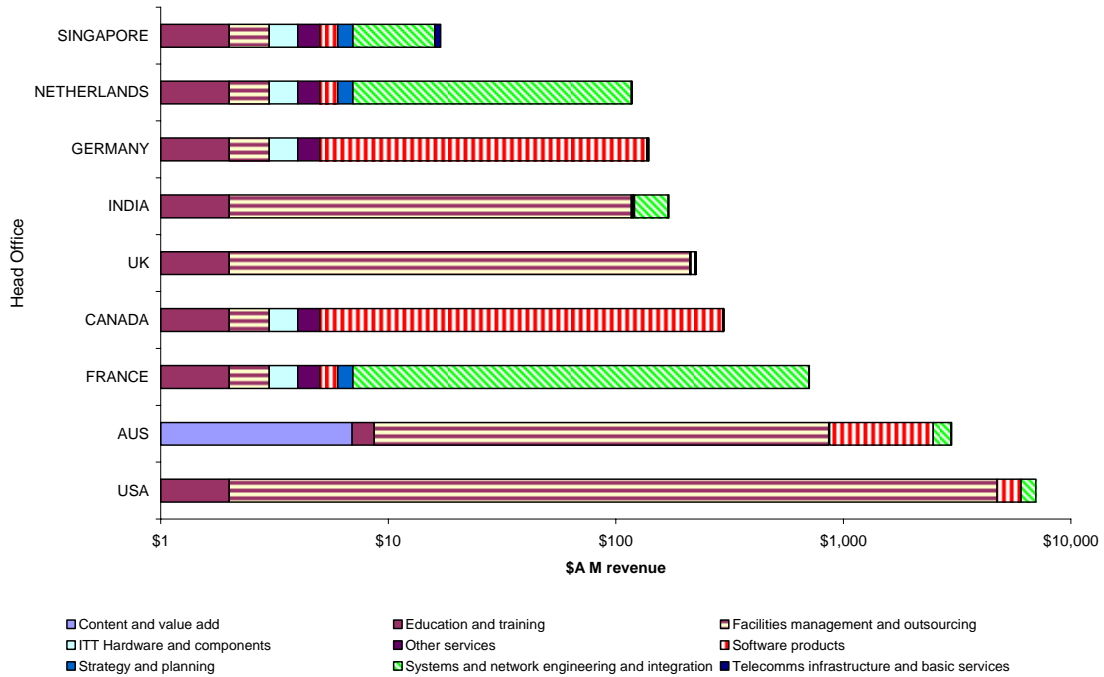 Head Office
SINGAPORE
NETHERLANDS
GERMANY
INDIA
UK
CANADA
FRANCE
AUS
USA
$1 $10 $100 $1,000 $10,000
$A M revenue
Content and value add Education and training Facilities management and outsourcing
ITT Hardware and components Other services Software products
Strategy and planning Systems and network engineering and integration Telecomms infrastructure and basic services